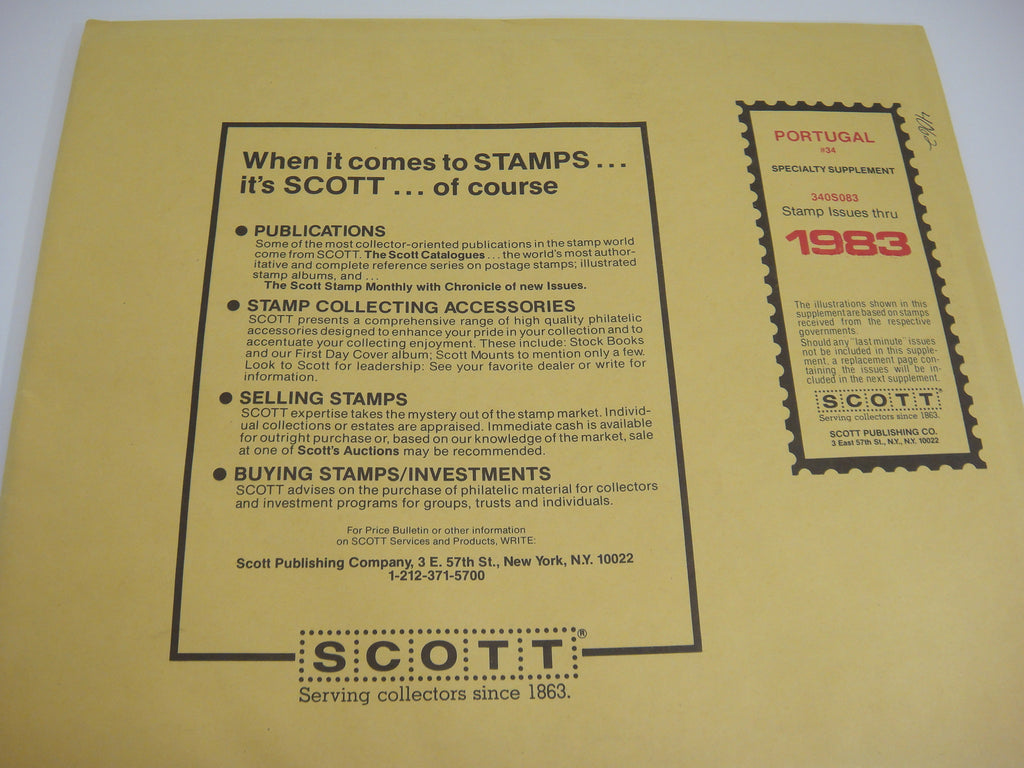 When it comes to STAMPS ...
it's SCOTT ... of course
● PUBLICATIONS
Some of the most collector-oriented publications in the stamp world
come from SCOTT. The Scott Catalogues ... the world's most author-
itative and complete reference series on postage stamps; illustrated
stamp albums, and ...
The Scott Stamp Monthly with Chronicle of new Issues.
● STAMP COLLECTING ACCESSORIES
SCOTT presents a comprehensive range of high quality philatelic
accessories designed to enhance your pride in your collection and to
accentuate your collecting enjoyment. These include: Stock Books
and our First Day Cover album; Scott Mounts to mention only a few.
Look to Scott for leadership: See your favorite dealer or write for
information.
● SELLING STAMPS
SCOTT expertise takes the mystery out of the stamp market. Individ-
ual collections or estates are appraised. Immediate cash is available
for outright purchase or, based on our knowledge of the market, sale
at one of Scott's Auctions may be recommended.
● BUYING STAMPS/INVESTMENTS
SCOTT advises on the purchase of philatelic material for collectors
and investment programs for groups, trusts and individuals.
For Price Bulletin or other information
on SCOTT Services and Products, WRITE:
Scott Publishing Company, 3 E. 57th St., New York, N.Y. 10022
1-212-371-5700
SCOTT®
Serving collectors since 1863.
PORTUGAL
#34
SPECIALTY SUPPLEMENT
340S083
Stamp Issues thru
1983
The illustrations shown in this
supplement are based on stamps
received from the respective
governments.
Should any "last minute" issues
not be included in this supple-
ment, a replacement page con-
taining the issues will be in-
cluded in the next supplement.
SCOTT®
Serving collectors since 1863.
SCOTT PUBLISHING CO.
3 East 57th St., N.Y., N.Y. 10022